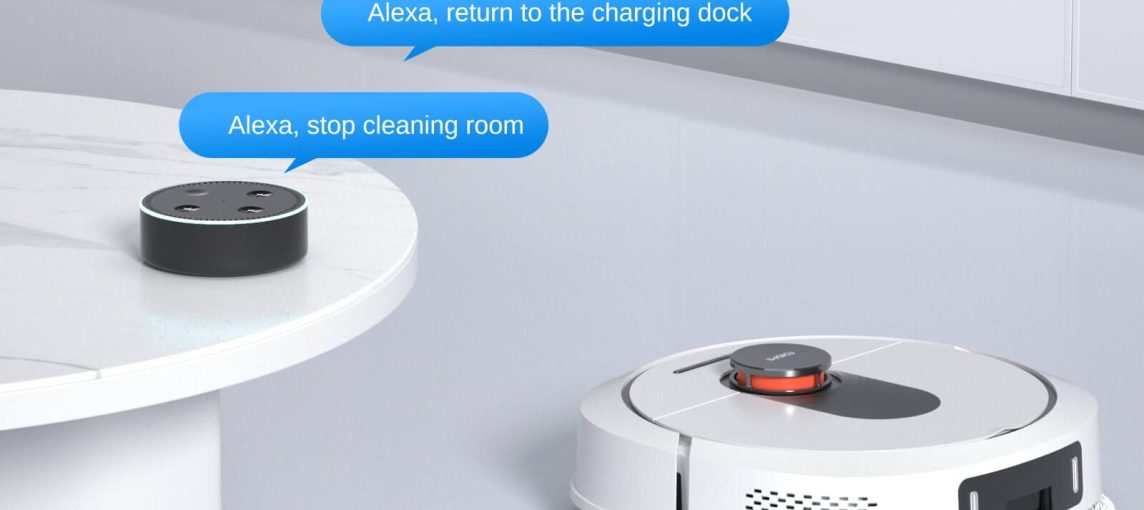 Alexa, return to the charging dock
Alexa, stop cleaning room